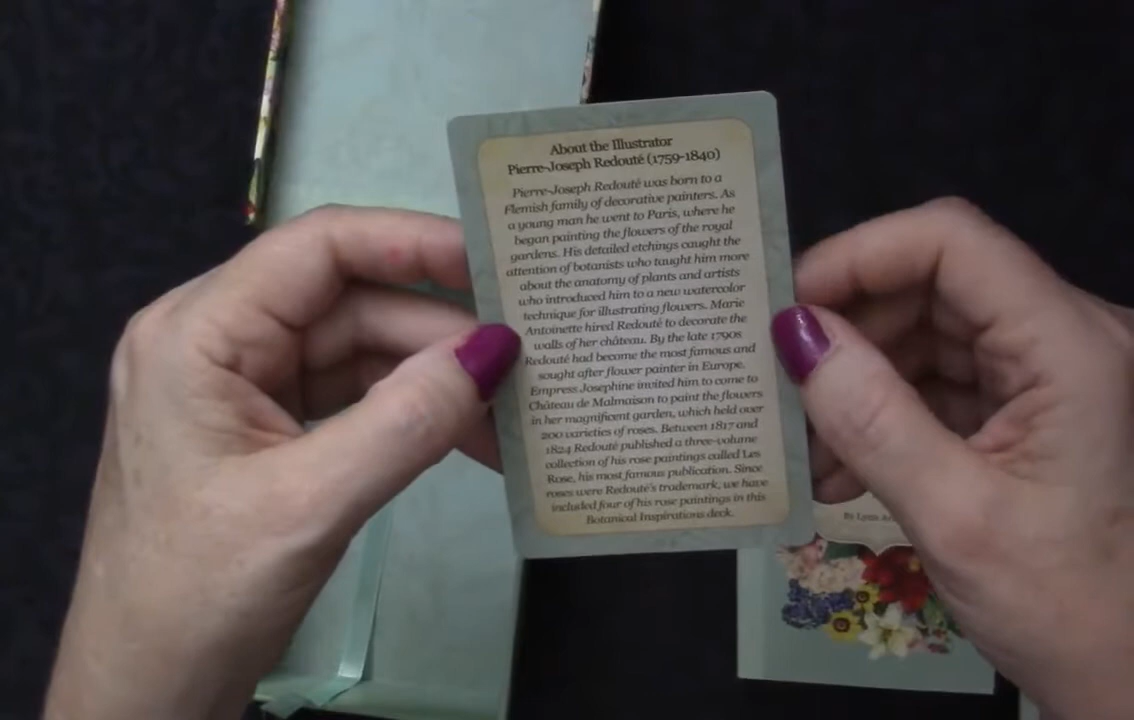 About the Illustrator
Pierre-Joseph Redouté (1759-1840)
Pierre-Joseph Redouté was born to a
Flemish family of decorative painters. As
a young man he went to Paris, where he
began painting the flowers of the royal
gardens. His detailed etchings caught the
attention of botanists who taught him more
about the anatomy of plants and artists
who introduced him to a new watercolor
technique for illustrating flowers. Marie
Antoinette hired Redouté to decorate the
walls of her château. By the late 1790s
Redouté had become the most famous and
sought after flower painter in Europe.
Empress Josephine invited him to come to
Château de Malmaison to paint the flowers
in her magnificent garden, which held over
200 varieties of roses. Between 1817 and
1824 Redouté published a three-volume
collection of his rose paintings called Les
Rose, his most famous publication. Since
roses were Redouté's trademark, we have
included four of his rose paintings in this
Botanical Inspirations deck.
By Lynn